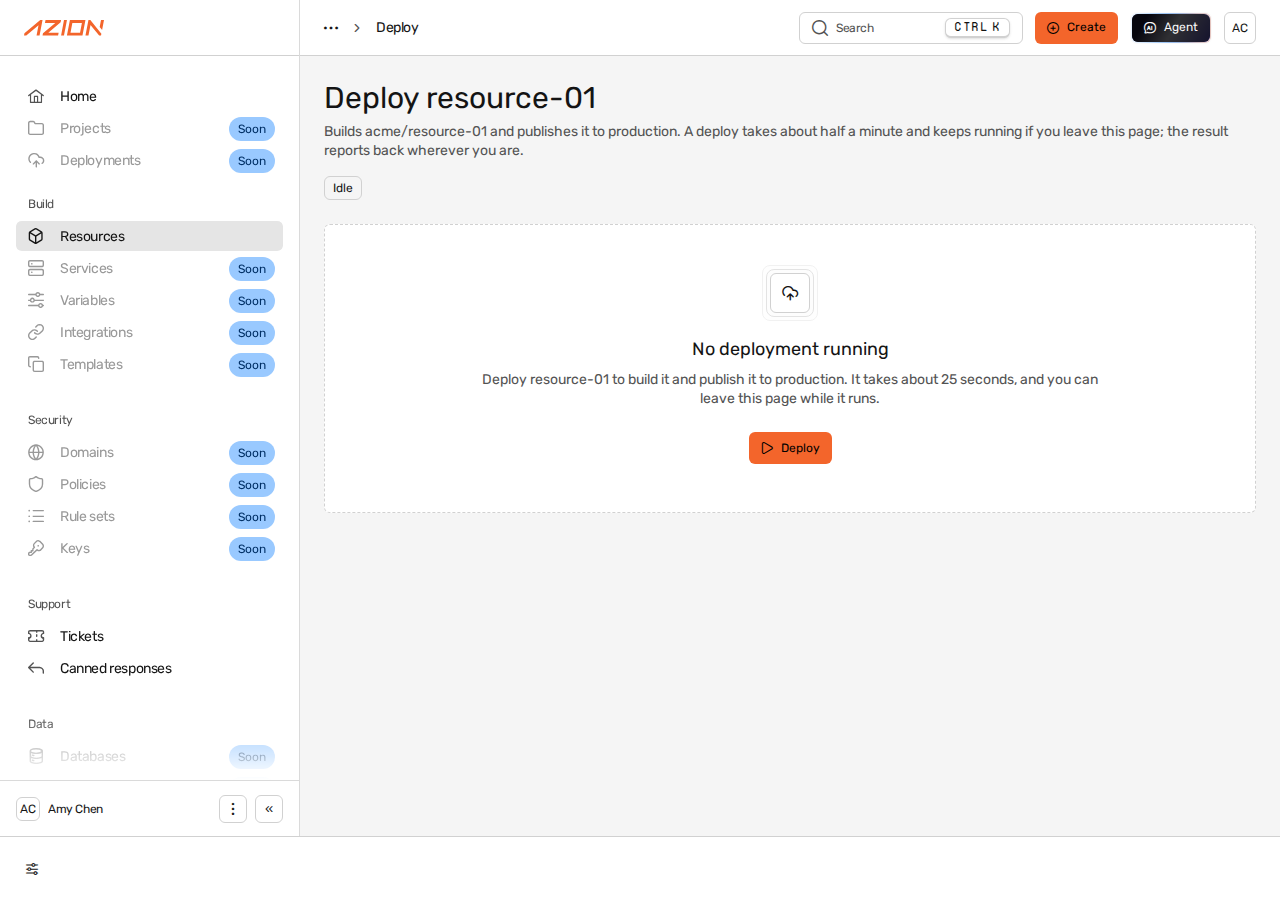 AZION
Deploy
Search
CTRL K
Create
Agent
AC
Home
Projects Soon
Deployments Soon
Build
Resources
Services Soon
Variables Soon
Integrations Soon
Templates Soon
Security
Domains Soon
Policies Soon
Rule sets Soon
Keys Soon
Support
Tickets
Canned responses
Data
Databases Soon
AC Amy Chen
Deploy resource-01
Builds acme/resource-01 and publishes it to production. A deploy takes about half a minute and keeps running if you leave this page; the result
reports back wherever you are.
Idle
No deployment running
Deploy resource-01 to build it and publish it to production. It takes about 25 seconds, and you can
leave this page while it runs.
Deploy